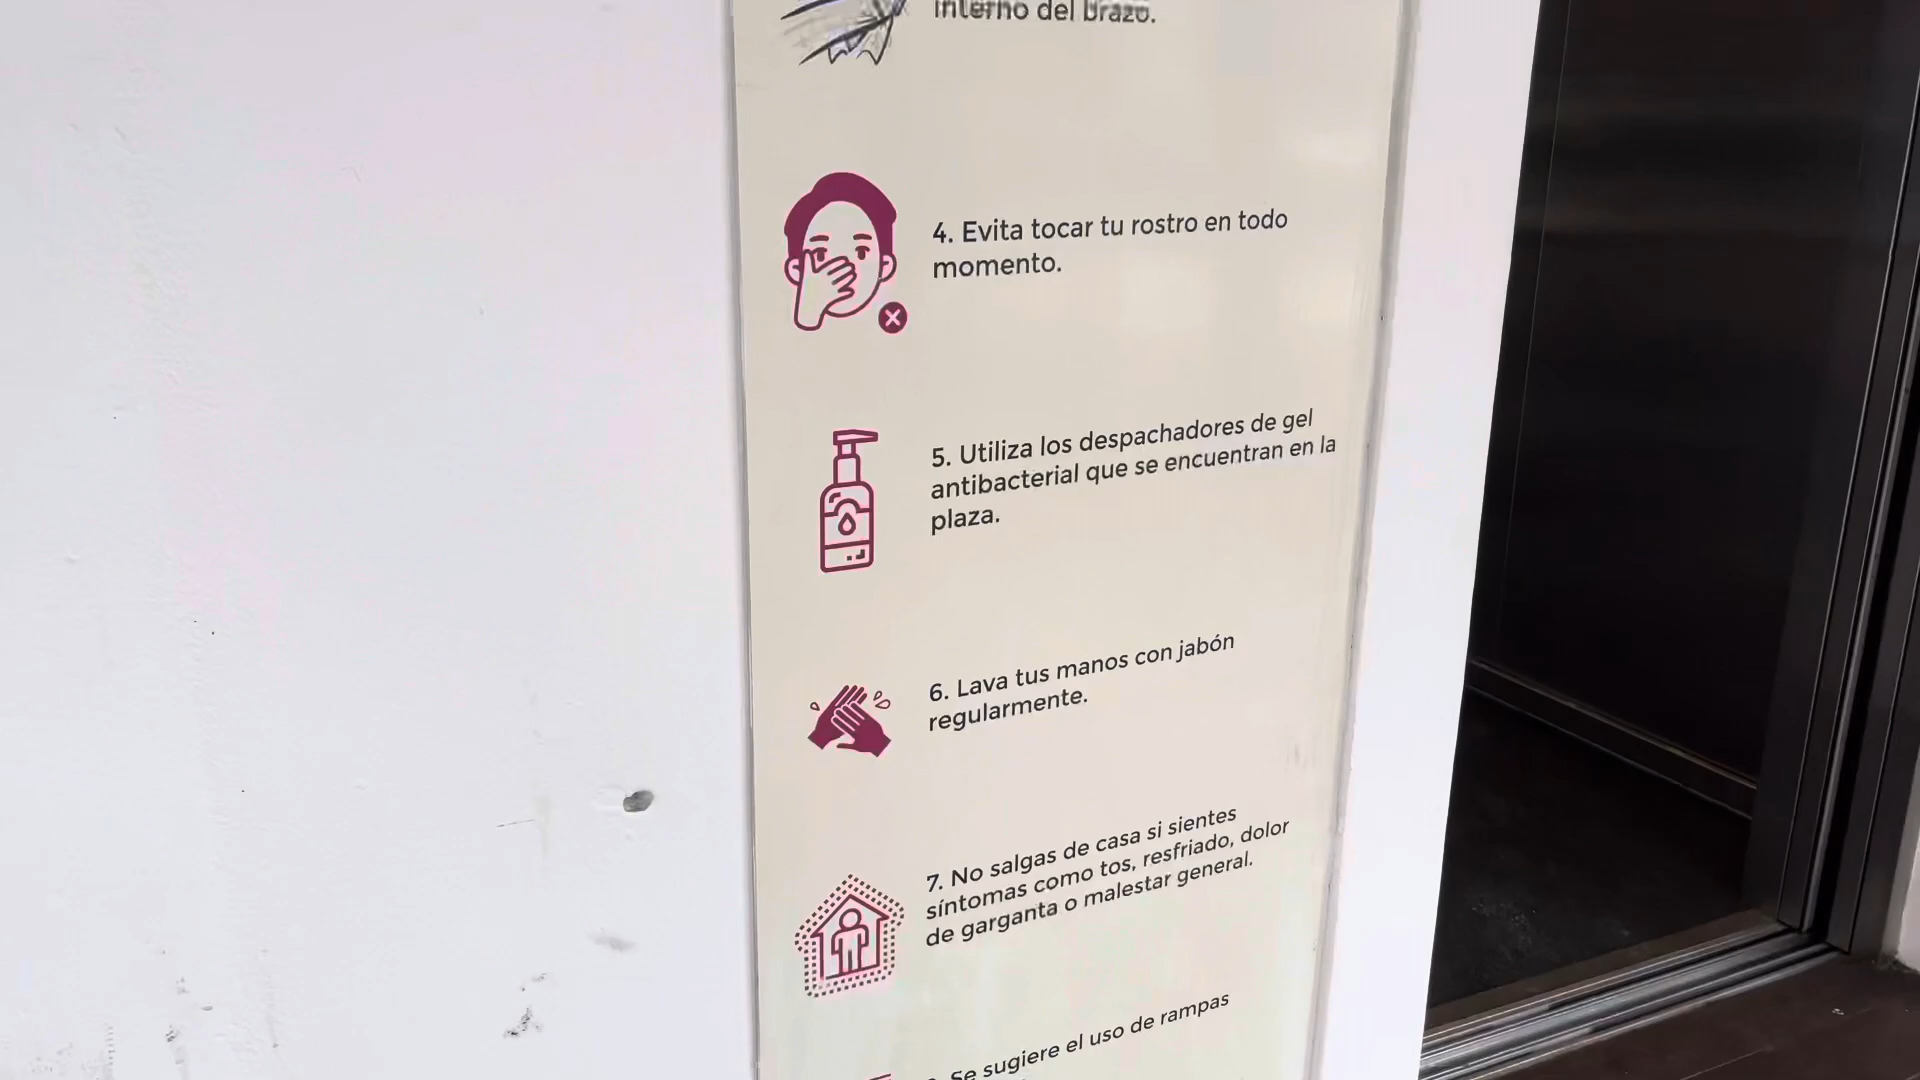 interno del brazo.
4. Evita tocar tu rostro en todo
momento.
5. Utiliza los despachadores de gel
antibacterial que se encuentran en la
plaza.
6. Lava tus manos con jabón
regularmente.
7. No salgas de casa si sientes
síntomas como tos, resfriado, dolor
de garganta o malestar general.
Se sugiere el uso de rampas